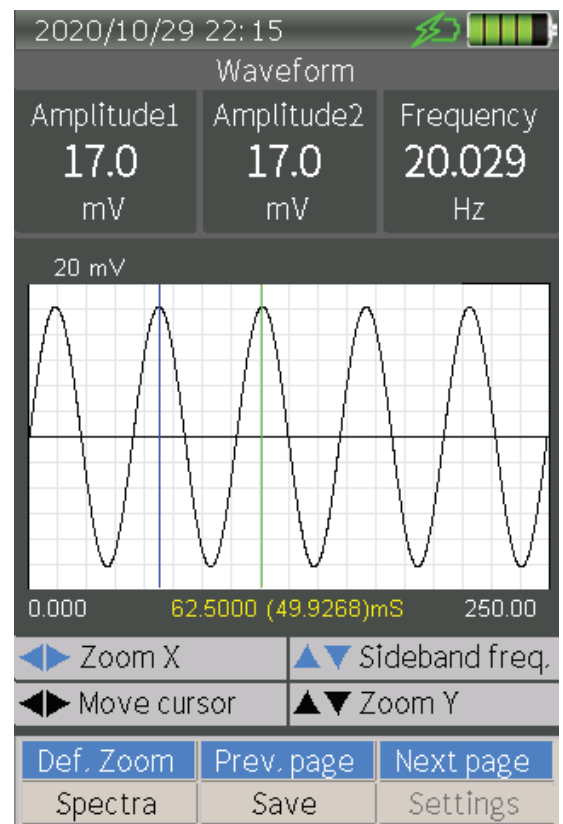 2020/10/29 22:15
Waveform
Amplitude1 Amplitude2 Frequency
17.0 17.0 20.029
mV mV Hz
20 mV
0.000 62.5000 (49.9268)mS 250.00
Zoom X Sideband freq.
Move cursor Zoom Y
Def. Zoom Prev. page Next page
Spectra Save Settings